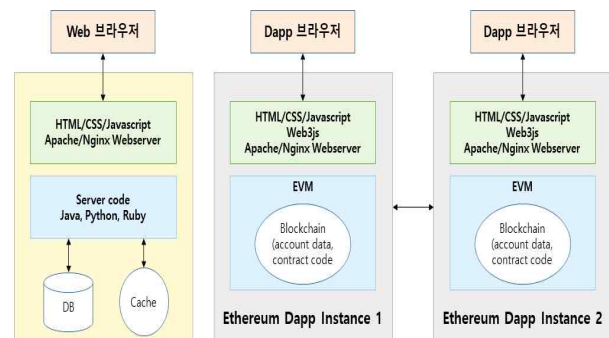 Web 브라우저
HTML/CSS/Javascript
Apache/Nginx Webserver
Server code
Java, Python, Ruby
DB
Cache
Dapp 브라우저
HTML/CSS/Javascript
Web3js
Apache/Nginx Webserver
EVM
Blockchain
(account data,
contract code
Ethereum Dapp Instance 1
Dapp 브라우저
HTML/CSS/Javascript
Web3js
Apache/Nginx Webserver
EVM
Blockchain
(account data,
contract code
Ethereum Dapp Instance 2